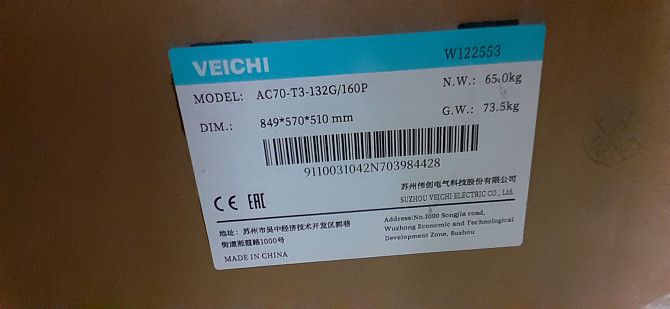 VEICHI
W122553
MODEL: AC70-T3-132G/160P
N.W.: 65.0kg
DIM.: 849*570*510 mm
G.W.: 73.5kg
9110031042N703984428
CE EAC
苏州伟创电气科技股份有限公司
SUZHOU VEICHI ELECTRIC CO., Ltd.
地址: 苏州市吴中经济技术开发区郭巷
街道淞葭路1000号
Address:No.1000 Songjia road,
Wuzhong Economic and Technological
Development Zone, Suzhou
MADE IN CHINA